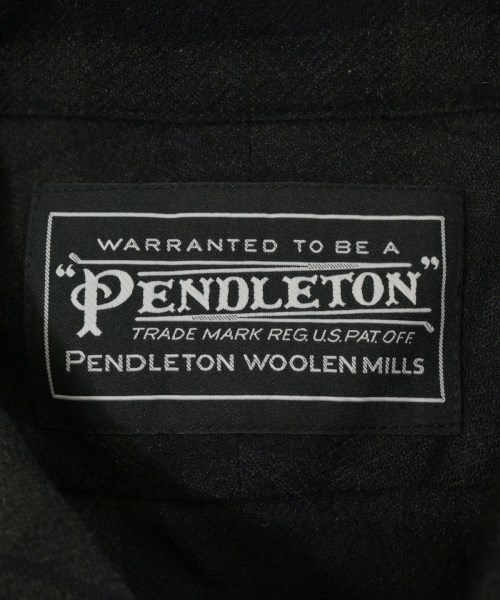 WARRANTED TO BE A
"PENDLETON"
TRADE MARK REG. U.S. PAT. OFF.
PENDLETON WOOLEN MILLS